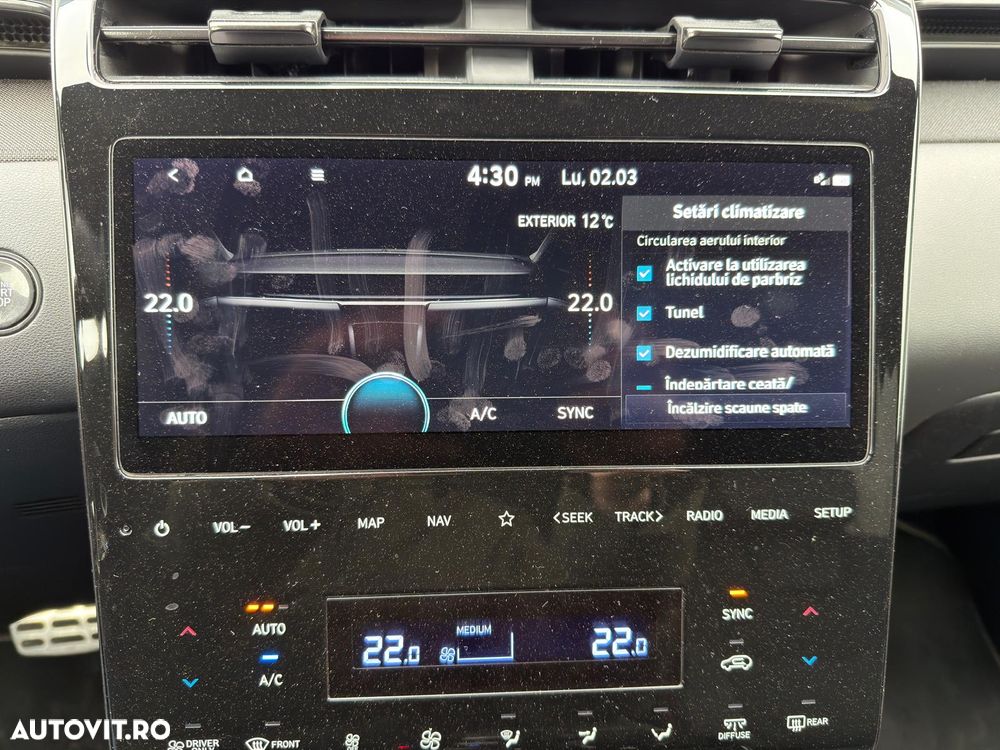 4:30 PM Lu, 02.03
EXTERIOR 12°C
Setări climatizare
Circularea aerului interior
Activare la utilizarea
lichidului de parbriz
22.0
22.0
Tunel
Dezumidificare automată
Îndepărtare ceață/
AUTO
A/C
SYNC
Încălzire scaune spate
VOL−
VOL+
MAP
NAV
<SEEK
TRACK>
RADIO
MEDIA
SETUP
AUTO
A/C
22.0
MEDIUM
22.0
SYNC
DRIVER
ONLY
FRONT
DIFFUSE
REAR
AUTOVIT.RO